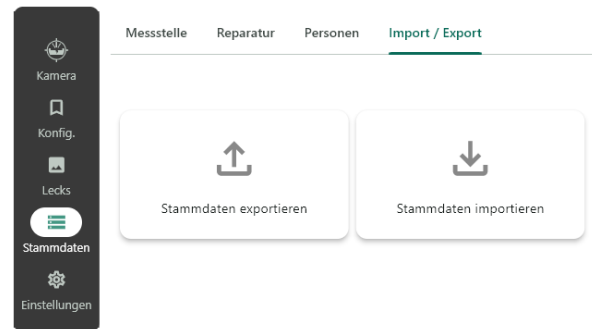 Messstelle Reparatur Personen Import / Export
Kamera
Konfig.
Lecks
Stammdaten
Einstellungen
Stammdaten exportieren
Stammdaten importieren